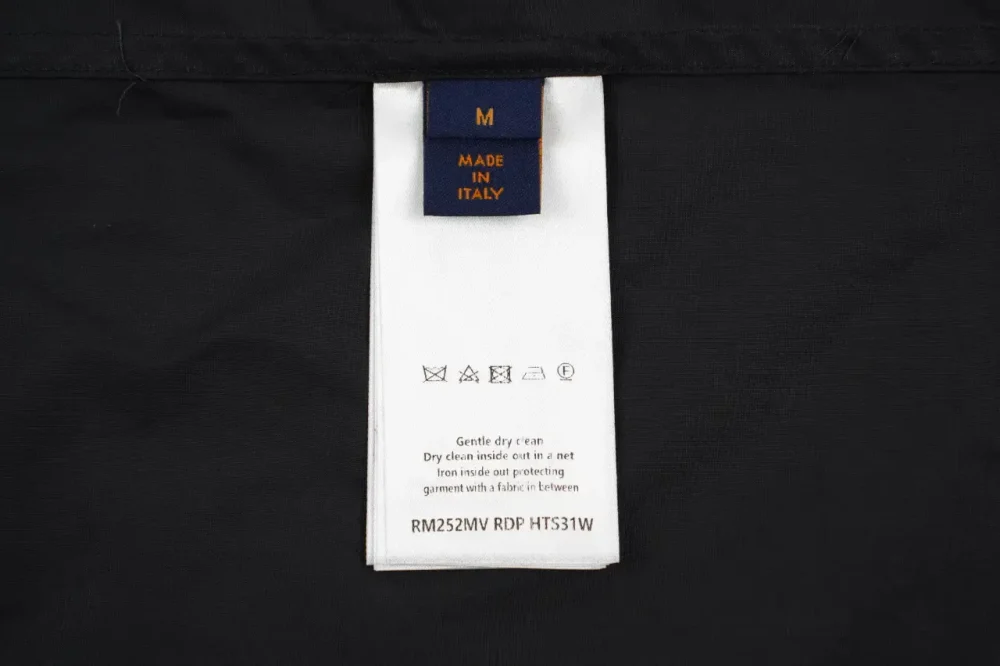 M
MADE
IN
ITALY
F
Gentle dry clean
Dry clean inside out in a net
Iron inside out protecting
garment with a fabric in between
RM252MV RDP HTS31W